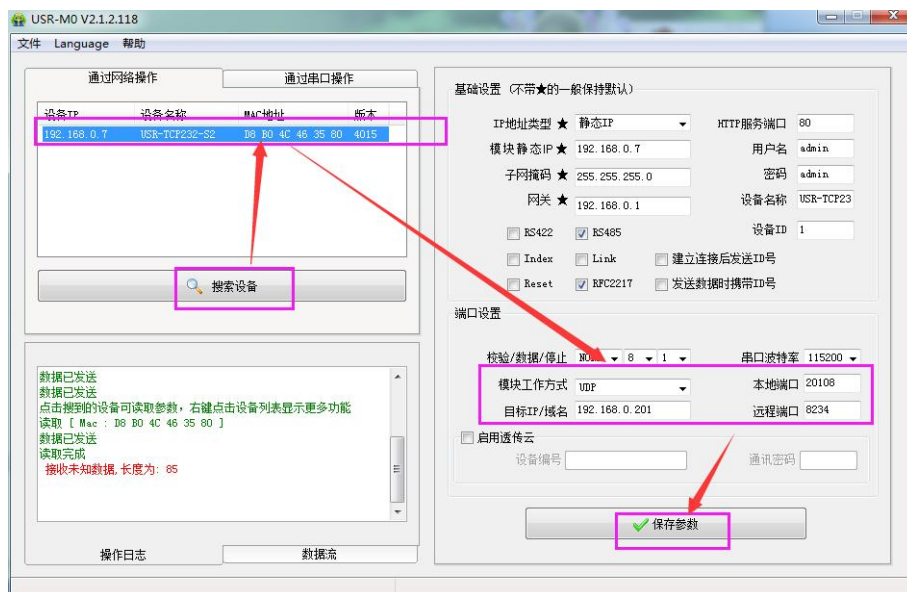 USR-M0 V2.1.2.118
文件 Language 帮助
通过网络操作 通过串口操作
设备IP 设备名称 MAC地址 版本
192.168.0.7 USR-TCP232-S2 D8 B0 4C 46 35 80 4015
搜索设备
数据已发送
数据已发送
点击搜到的设备可读取参数，右键点击设备列表显示更多功能
读取 [ Mac : D8 B0 4C 46 35 80 ]
数据已发送
读取完成
接收未知数据,长度为: 85
操作日志 数据流
基础设置（不带★的一般保持默认）
IP地址类型 ★ 静态IP HTTP服务端口 80
模块静态IP★ 192.168.0.7 用户名 admin
子网掩码 ★ 255.255.255.0 密码 admin
网关 ★ 192.168.0.1 设备名称 USR-TCP23
RS422 RS485 设备ID 1
Index Link 建立连接后发送ID号
Reset RFC2217 发送数据时携带ID号
端口设置
校验/数据/停止 8 1 串口波特率 115200
模块工作方式 UDP 本地端口 20108
目标IP/域名 192.168.0.201 远程端口 8234
启用透传云
设备编号 通讯密码
保存参数